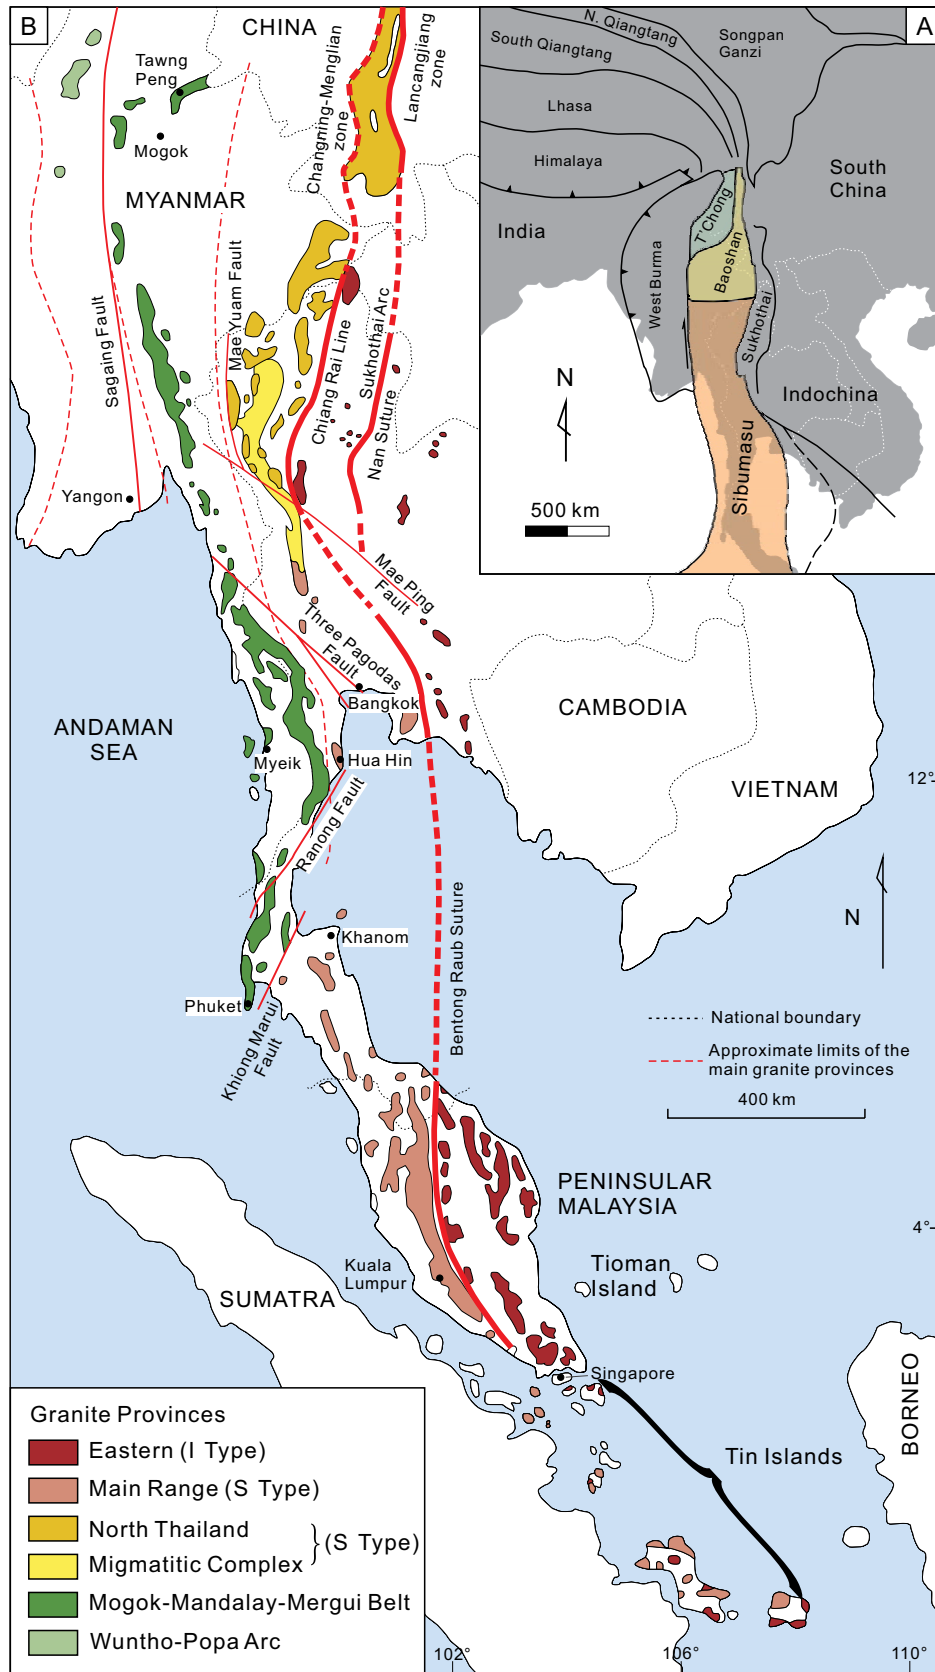 B
CHINA
Tawng
Peng
Mogok
MYANMAR
Changning-Menglian
zone
Lancangjiang
zone
Sagaing Fault
Mae Yuam Fault
Chiang Rai Line
Sukhothai Arc
Nan Suture
Yangon
Mae Ping
Fault
Three Pagodas
Fault
Bangkok
ANDAMAN
SEA
Myeik
Hua Hin
Ranong Fault
CAMBODIA
VIETNAM
12°
Khanom
Phuket
Khlong Marui
Fault
Bentong Raub Suture
N
National boundary
Approximate limits of the
main granite provinces
400 km
PENINSULAR
MALAYSIA
4°
Tioman
Island
Kuala
Lumpur
SUMATRA
Singapore
BORNEO
Tin Islands
102°
106°
110°
A
N. Qiangtang
South Qiangtang
Songpan
Ganzi
Lhasa
Himalaya
South
China
India
T'Chong
Baoshan
West Burma
Sukhothai
N
Indochina
Sibumasu
500 km
Granite Provinces
Eastern (I Type)
Main Range (S Type)
North Thailand
(S Type)
Migmatitic Complex
Mogok-Mandalay-Mergui Belt
Wuntho-Popa Arc